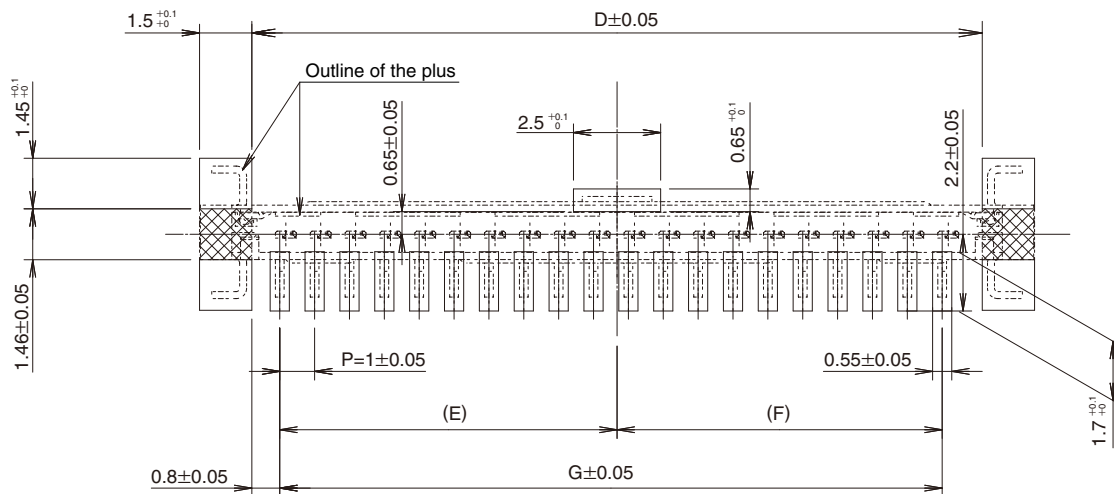 1.5 +0.1 +0
D±0.05
Outline of the plus
1.45 +0.1 +0
0.65±0.05
2.5 +0.1 0
0.65 +0.1 0
2.2±0.05
1.46±0.05
P=1±0.05
0.55±0.05
(E)
(F)
1.7 +0.1 +0
0.8±0.05
G±0.05